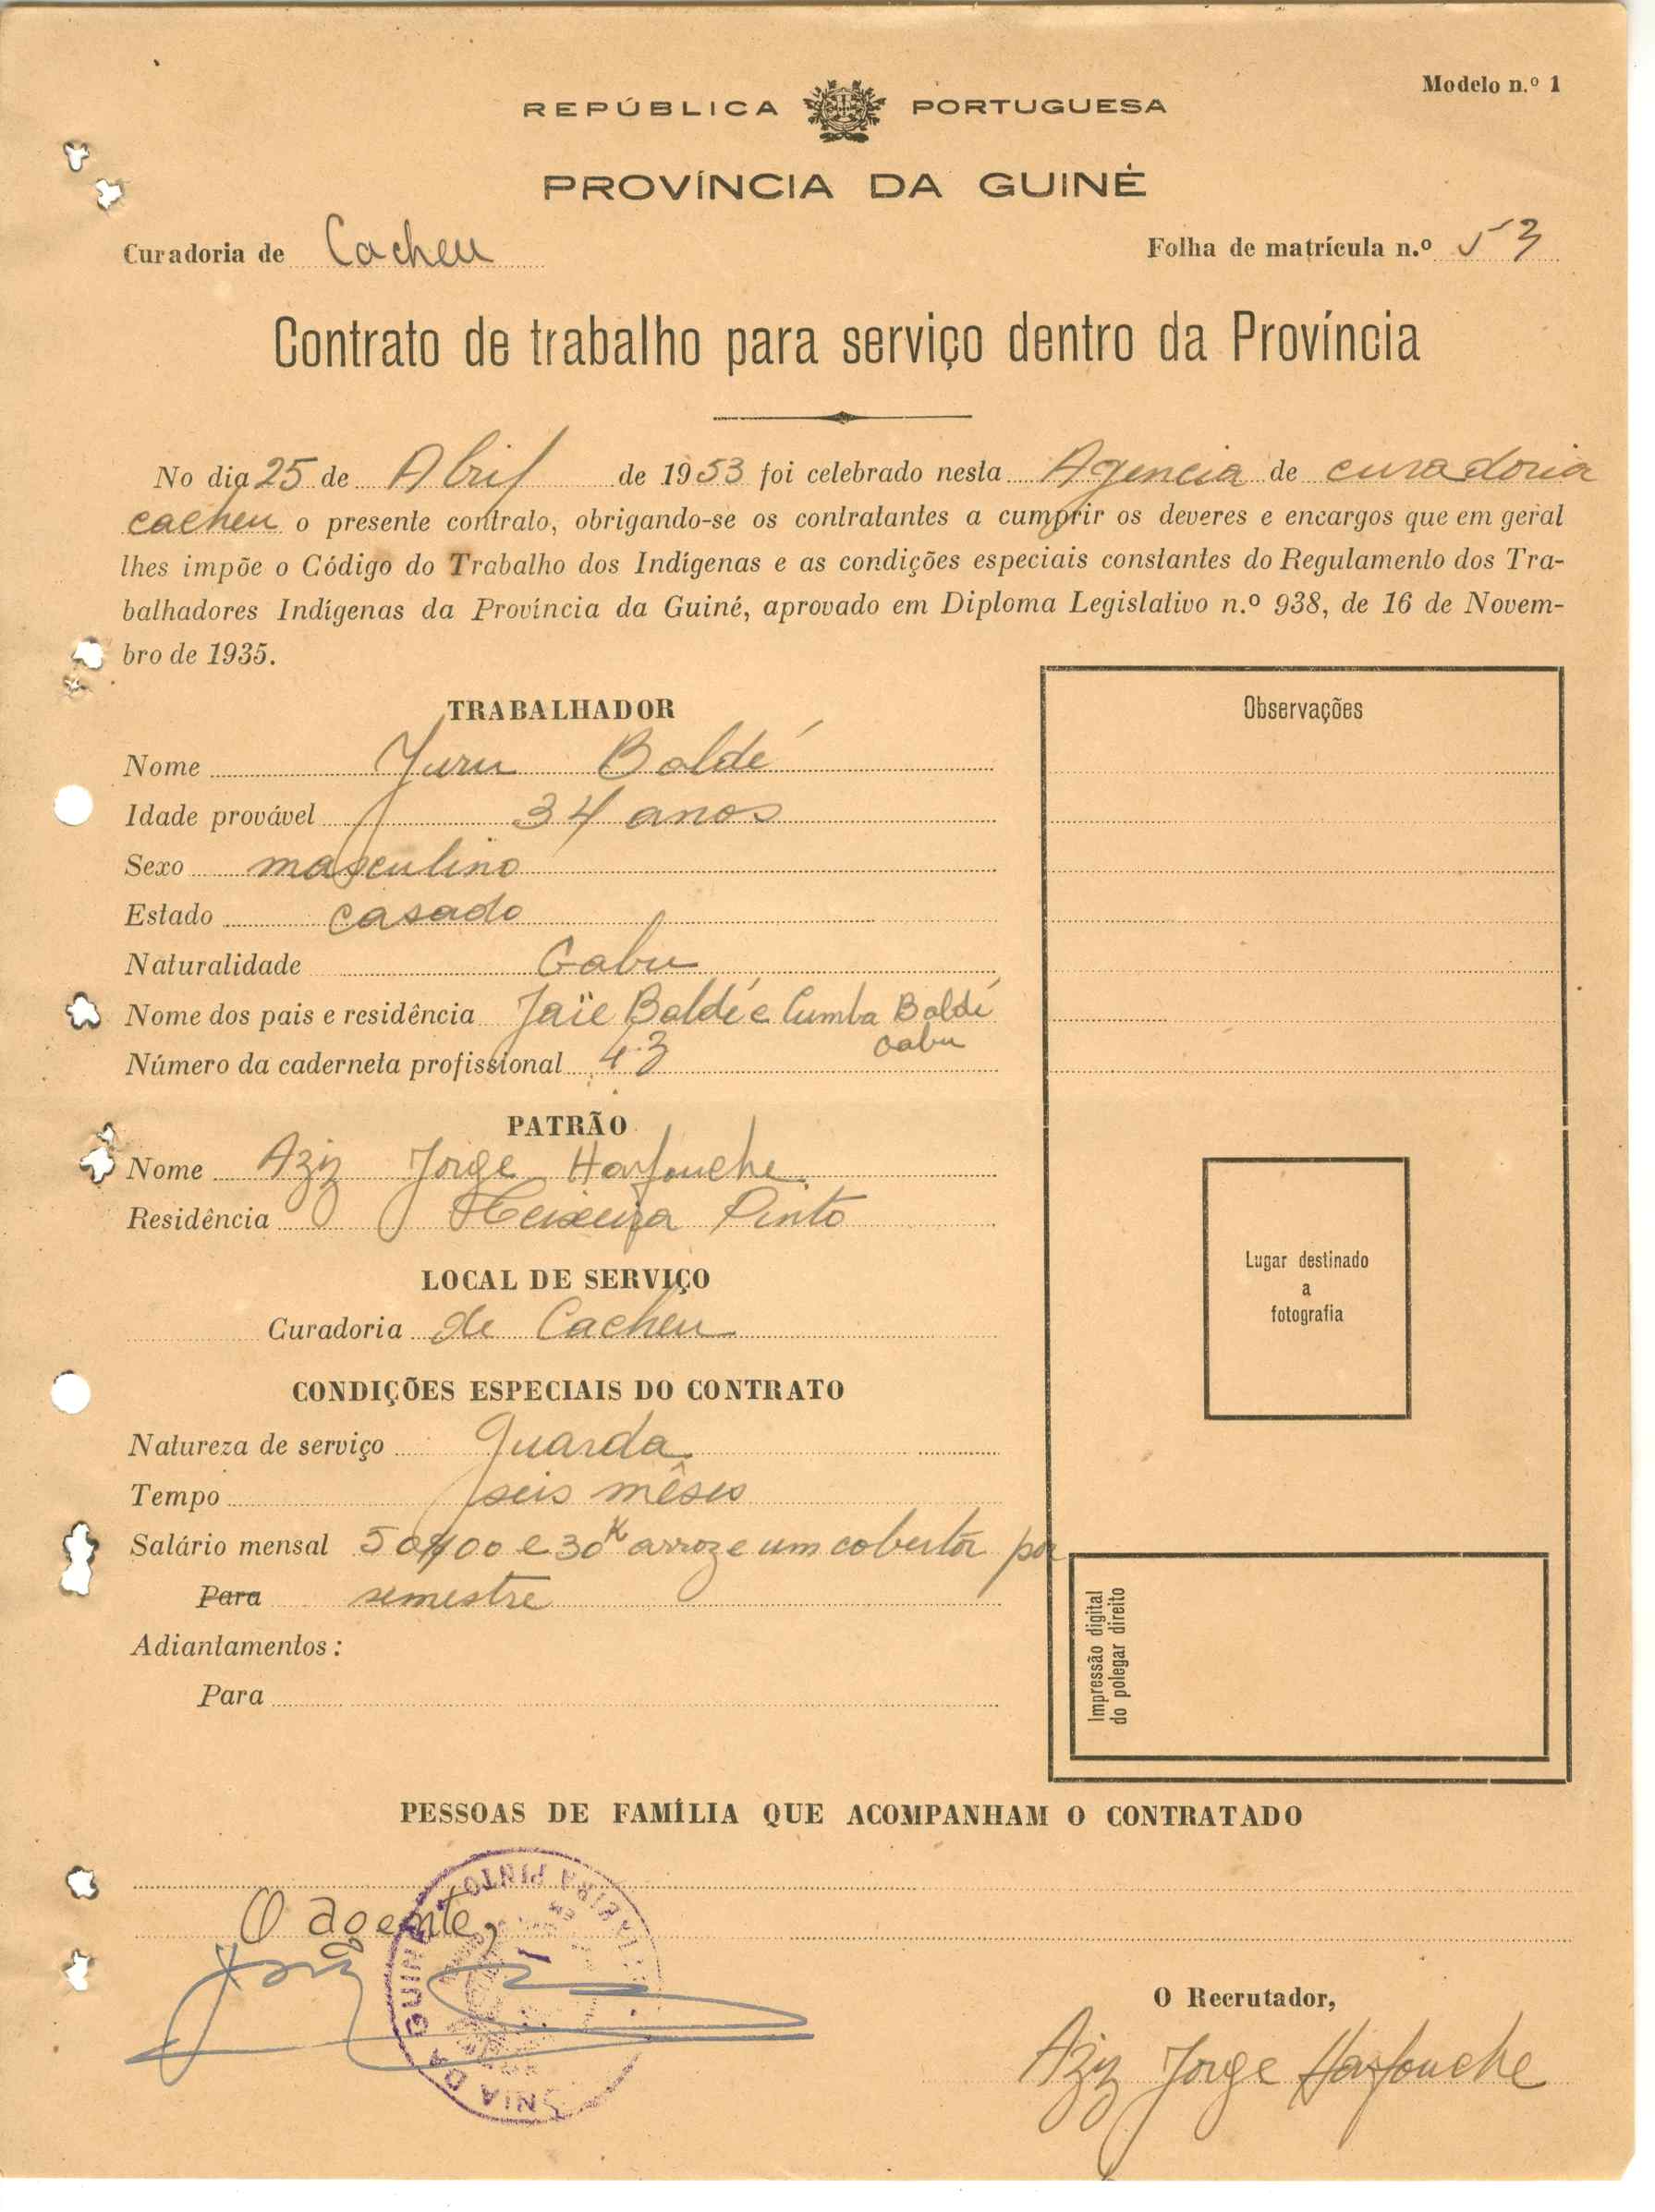 Modelo n.º 1
REPÚBLICA PORTUGUESA
PROVÍNCIA DA GUINÉ
Curadoria de Cacheu
Folha de matrícula n.º 53
Contrato de trabalho para serviço dentro da Província
No dia 25 de Abril de 1953 foi celebrado nesta Agencia de curadoria
cacheu o presente contrato, obrigando-se os contratantes a cumprir os deveres e encargos que em geral
lhes impõe o Código do Trabalho dos Indígenas e as condições especiais constantes do Regulamento dos Tra-
balhadores Indígenas da Província da Guiné, aprovado em Diploma Legislativo n.º 938, de 16 de Novem-
bro de 1935.
TRABALHADOR
Nome Baldé
Idade provável 34 anos
Sexo masculino
Estado casado
Naturalidade Gabu
Nome dos pais e residência Jaïe Baldé e Cumba Baldé
Gabu
Número da caderneta profissional 43
PATRÃO
Nome Aziz Jorge Harfouche
Residência Teixeira Pinto
LOCAL DE SERVIÇO
Curadoria de Cacheu
CONDIÇÕES ESPECIAIS DO CONTRATO
Natureza de serviço guarda
Tempo seis mêses
Salário mensal 50$00 e 30K arroz e um cobertôr por
Para semestre
Adiantamentos:
Para
Observações
Lugar destinado
a
fotografia
Impressão digital
do polegar direito
PESSOAS DE FAMÍLIA QUE ACOMPANHAM O CONTRATADO
O agente,
NIA DA GUINÉ
PINTO
O Recrutador,
Aziz Jorge Harfouche